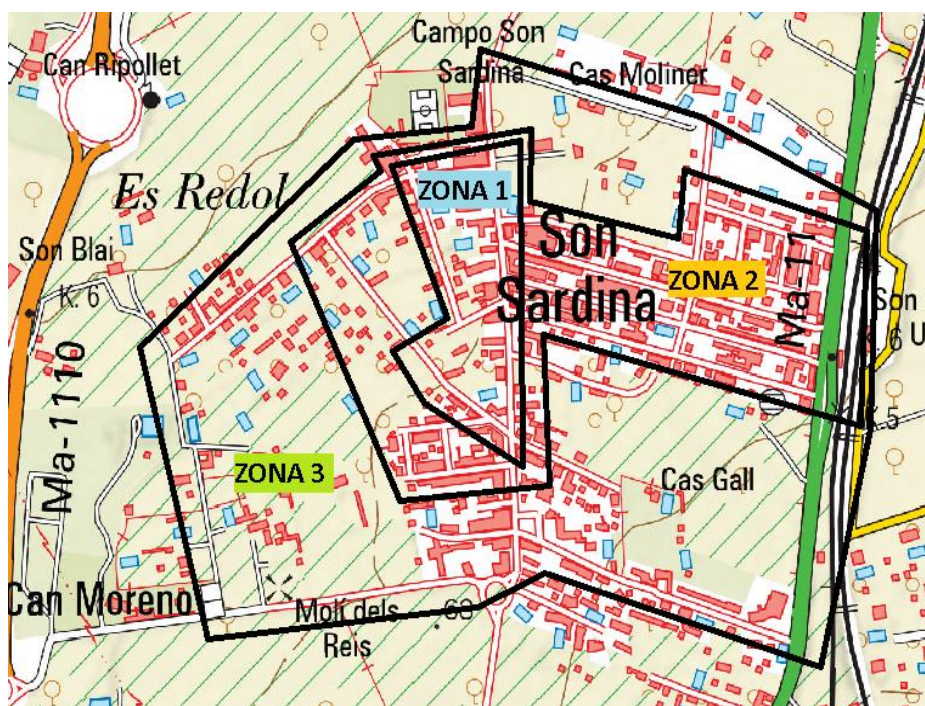 Campo Son
Sardina
Cas Moliner
Can Ripollet
Es Redol
ZONA 1
Son Blai
K. 6
Son
Sardina
ZONA 2
Ma-11
Son
K. 6
U
Ma-1110
K.5
ZONA 3
Cas Gall
Can Moreno
Molí dels
Reis
68